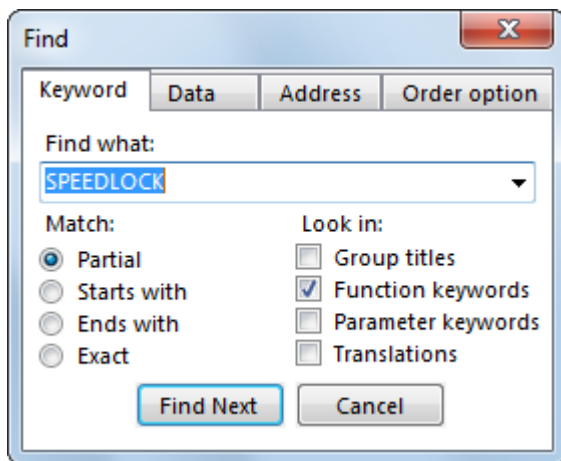 Find
Keyword Data Address Order option
Find what:
SPEEDLOCK
Match: Look in:
Partial Group titles
Starts with Function keywords
Ends with Parameter keywords
Exact Translations
Find Next Cancel